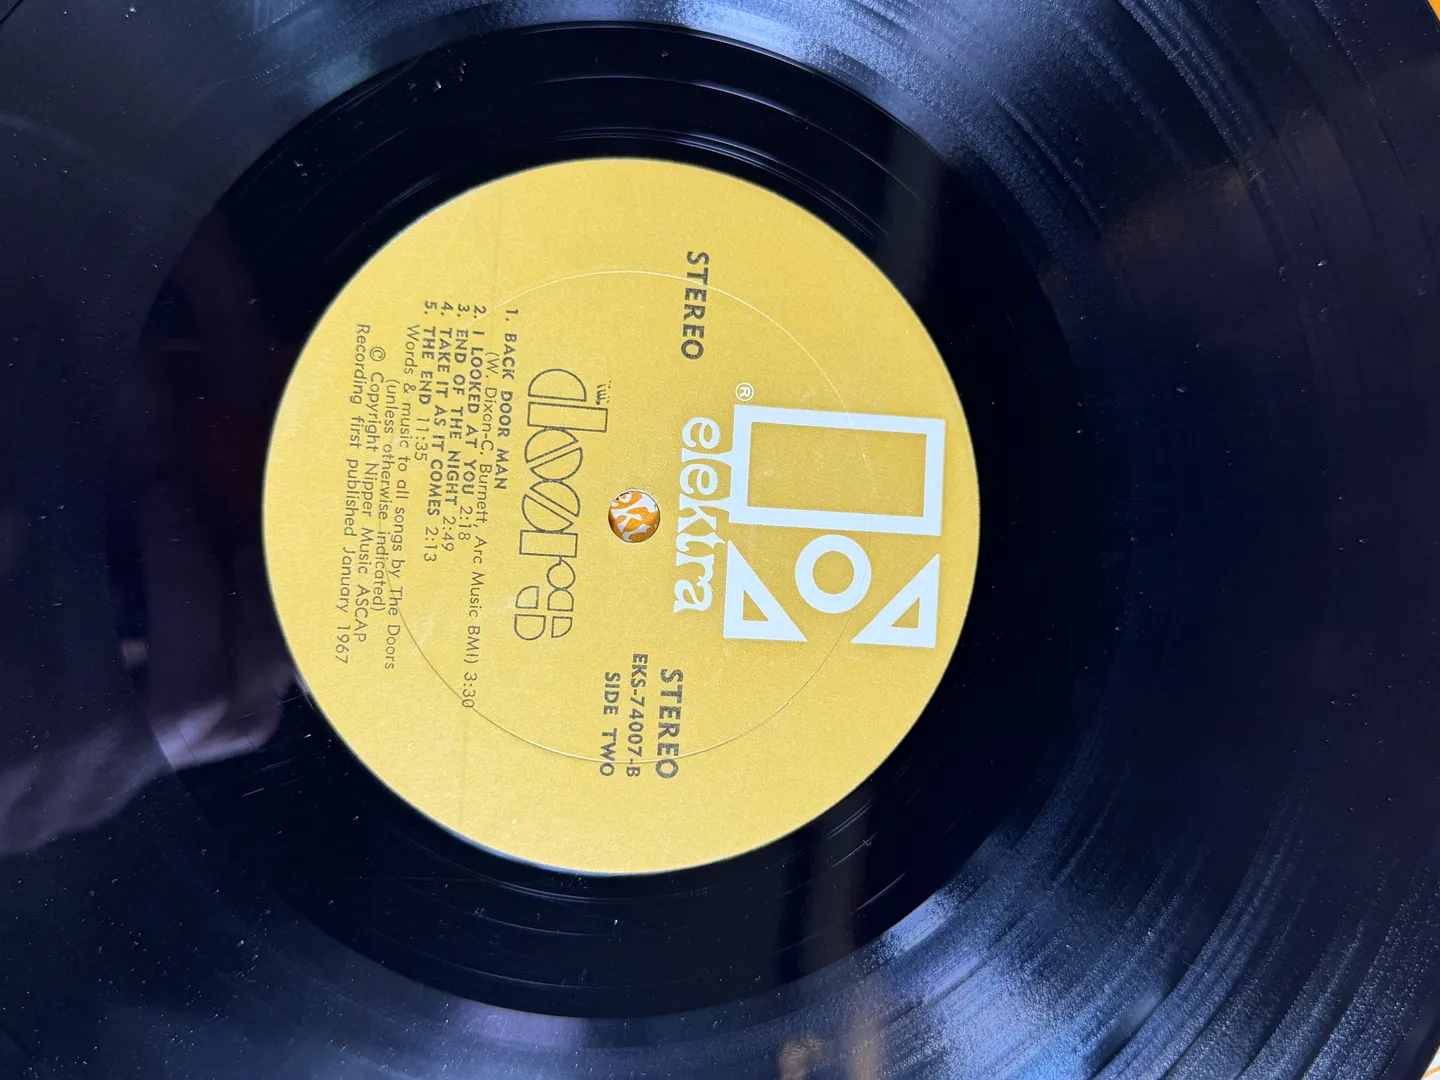 elektra®
STEREO
STEREO
EKS-74007-B
SIDE TWO
THE
DOORS
1. BACK DOOR MAN
(W. Dixon-C. Burnett, Arc Music BMI) 3:30
2. I LOOKED AT YOU 2:18
3. END OF THE NIGHT 2:49
4. TAKE IT AS IT COMES 2:13
5. THE END 11:35
Words & music to all songs by The Doors
(unless otherwise indicated)
© Copyright Nipper Music ASCAP
Recording first published January 1967